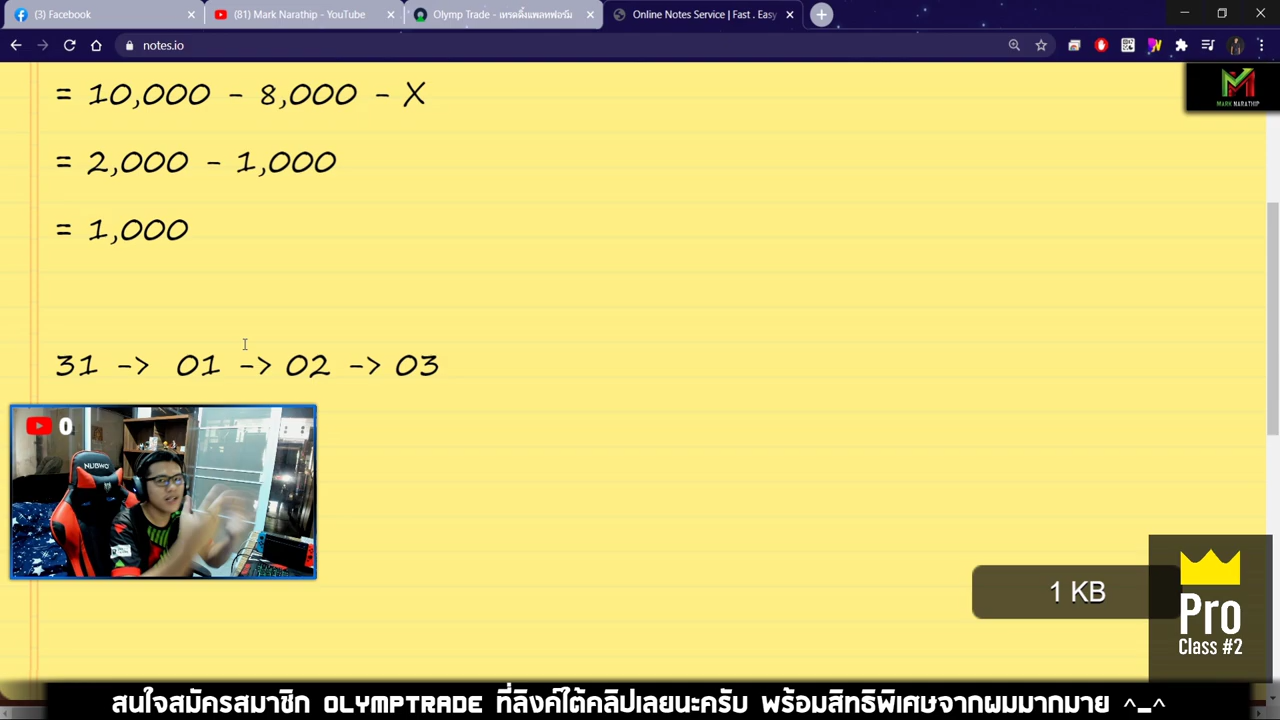 (3) Facebook
(81) Mark Narathip - YouTube
Olymp Trade - เทรดดิ้งแพลทฟอร์ม
Online Notes Service | Fast . Easy
notes.io
MARK NARATHIP
= 10,000 - 8,000 - X
= 2,000 - 1,000
= 1,000
31 -> 01 -> 02 -> 03
0
NUBWO
1 KB
Pro
Class #2
สนใจสมัครสมาชิก OLYMPTRADE ที่ลิงค์ใต้คลิปเลยนะครับ พร้อมสิทธิพิเศษจากผมมากมาย ^_^